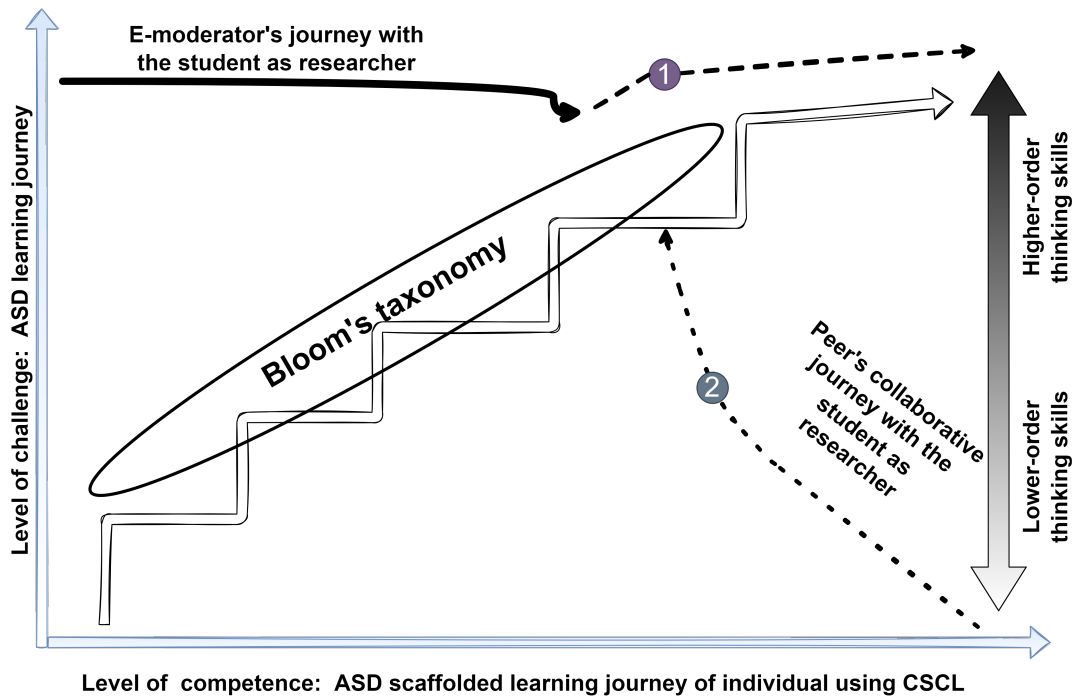 E-moderator's journey with
the student as researcher
1
Level of challenge:  ASD learning journey
Bloom's taxonomy
Higher-order
thinking skills
2
Peer's collaborative
journey with the
student as
researcher
Lower-order
thinking skills
Level of  competence:  ASD scaffolded learning journey of individual using CSCL